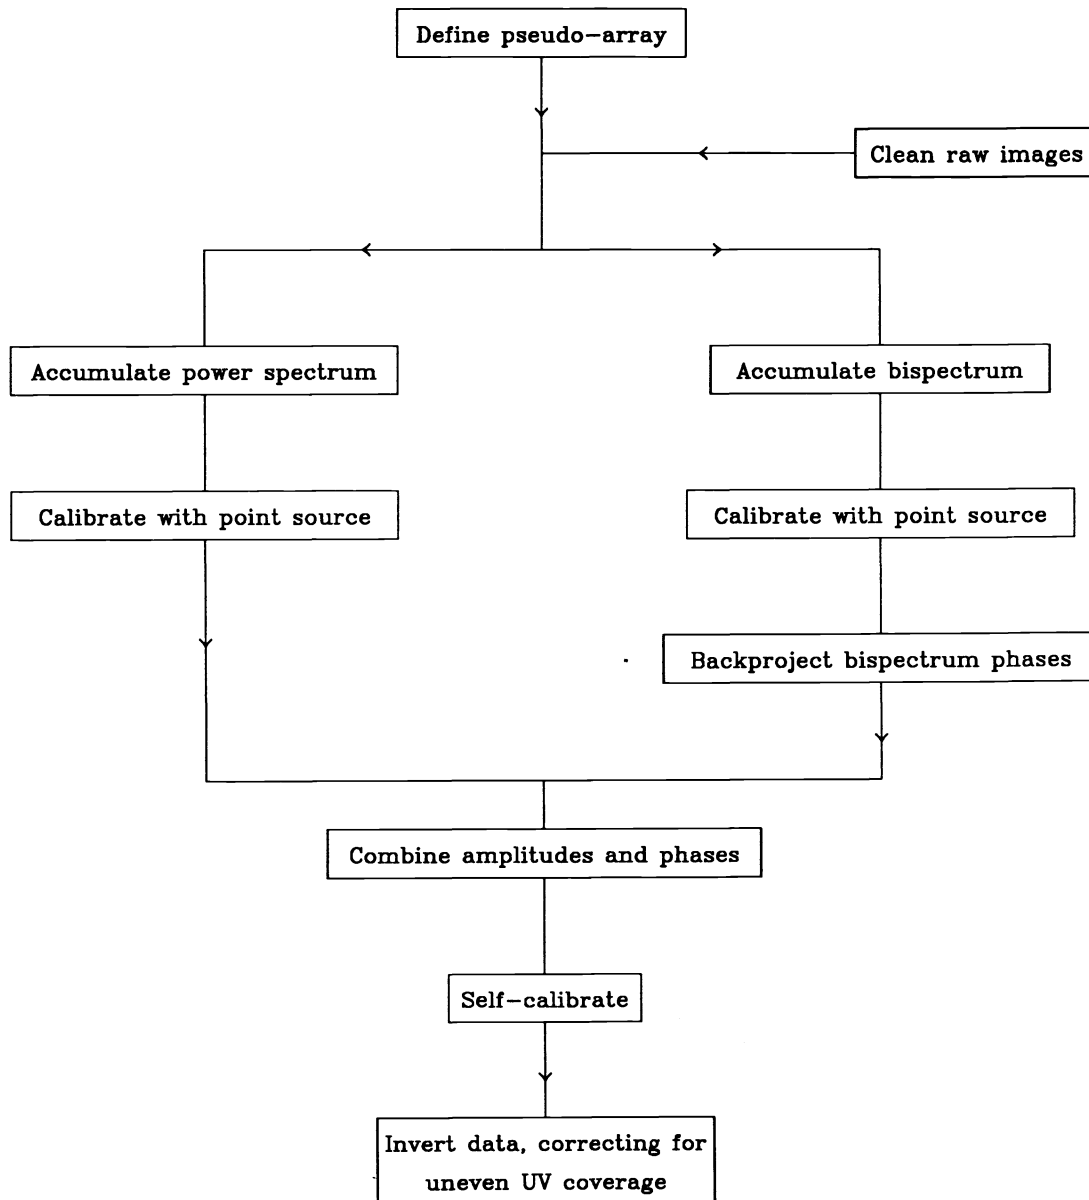 Define pseudo-array
Clean raw images
Accumulate power spectrum
Accumulate bispectrum
Calibrate with point source
Calibrate with point source
Backproject bispectrum phases
Combine amplitudes and phases
Self-calibrate
Invert data, correcting for
uneven UV coverage